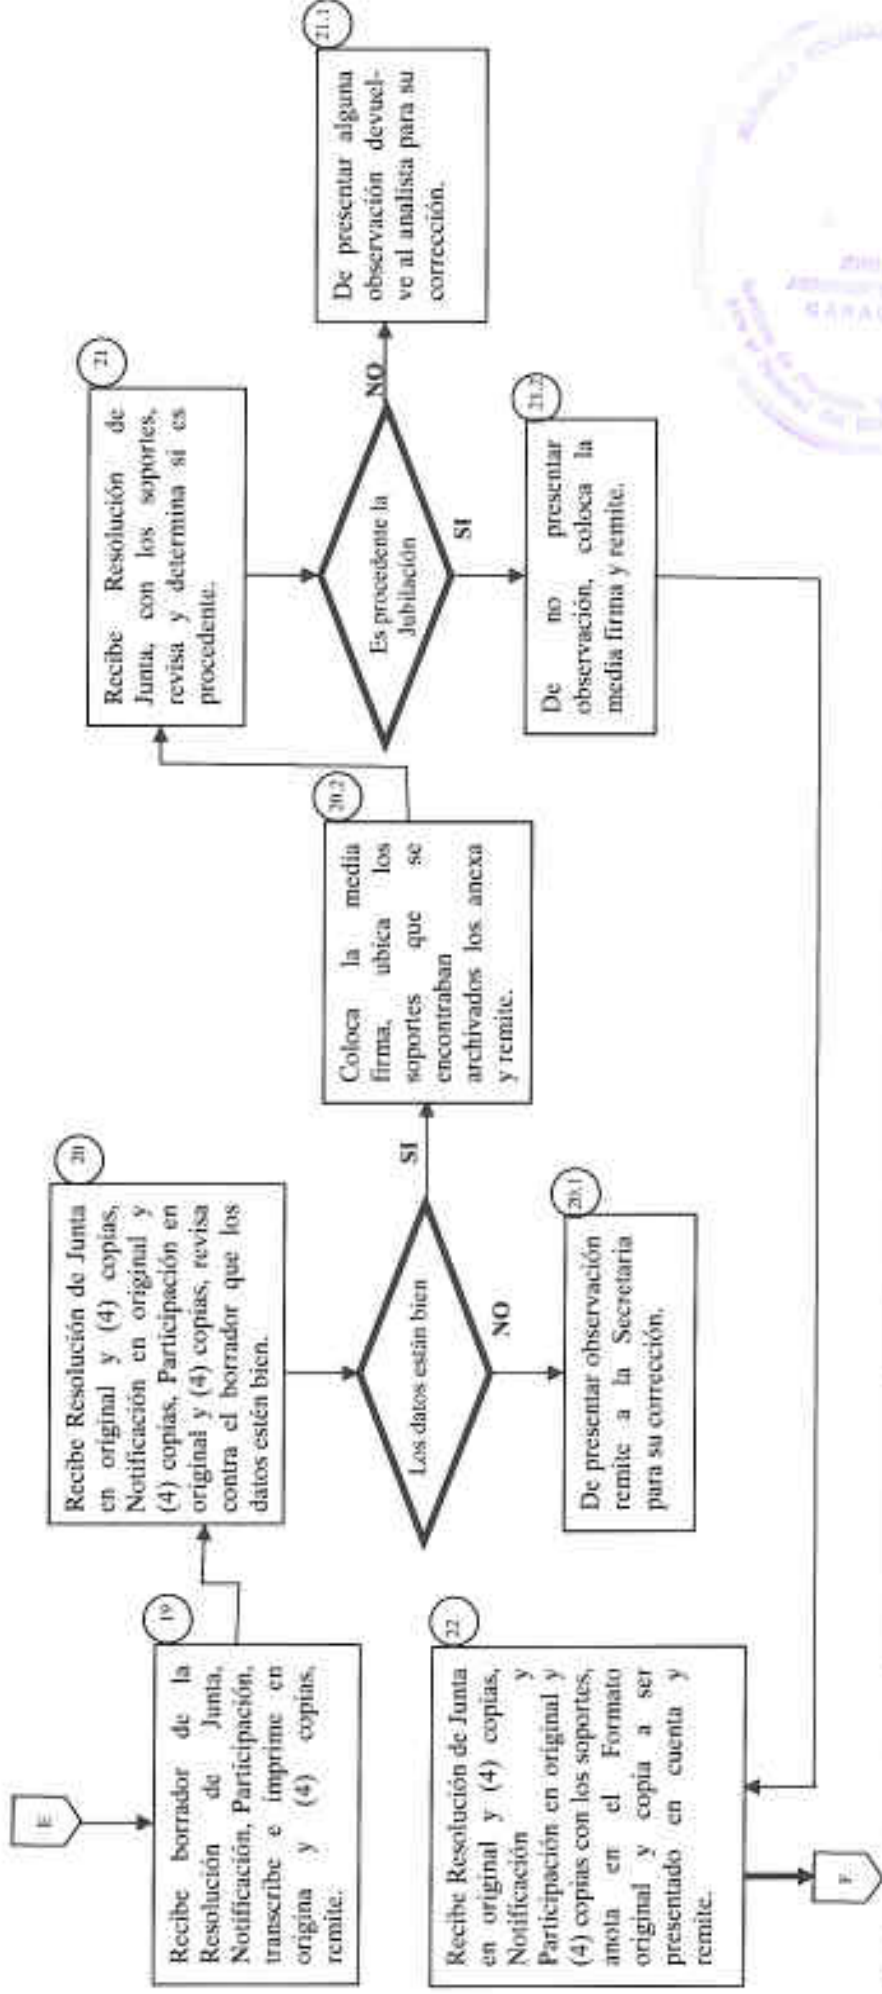 E
19
Recibe borrador de la
Resolución de Junta,
Notificación, Participación,
transcribe e imprime en
origina y (4) copias,
remite.
20
Recibe Resolución de Junta
en original y (4) copias,
Notificación en original y
(4) copias, Participación en
original y (4) copias, revisa
contra el borrador que los
datos estén bien.
Los datos están bien
SI
NO
20.1
De presentar observación
remite a la Secretaria
para su corrección.
20.2
Coloca la media
firma, ubica los
soportes que se
encontraban
archivados los anexa
y remite.
21
Recibe Resolución de
Junta, con los soportes,
revisa y determina si es
procedente.
Es procedente la
Jubilación
NO
SI
21.1
De presentar alguna
observación devuel-
ve al analista para su
corrección.
21.2
De no presentar
observación, coloca la
media firma y remite.
22
Recibe Resolución de Junta
en original y (4) copias,
Notificación y
Participación en original y
(4) copias con los soportes,
anota en el Formato
original y copia a ser
presentado en cuenta y
remite.
F